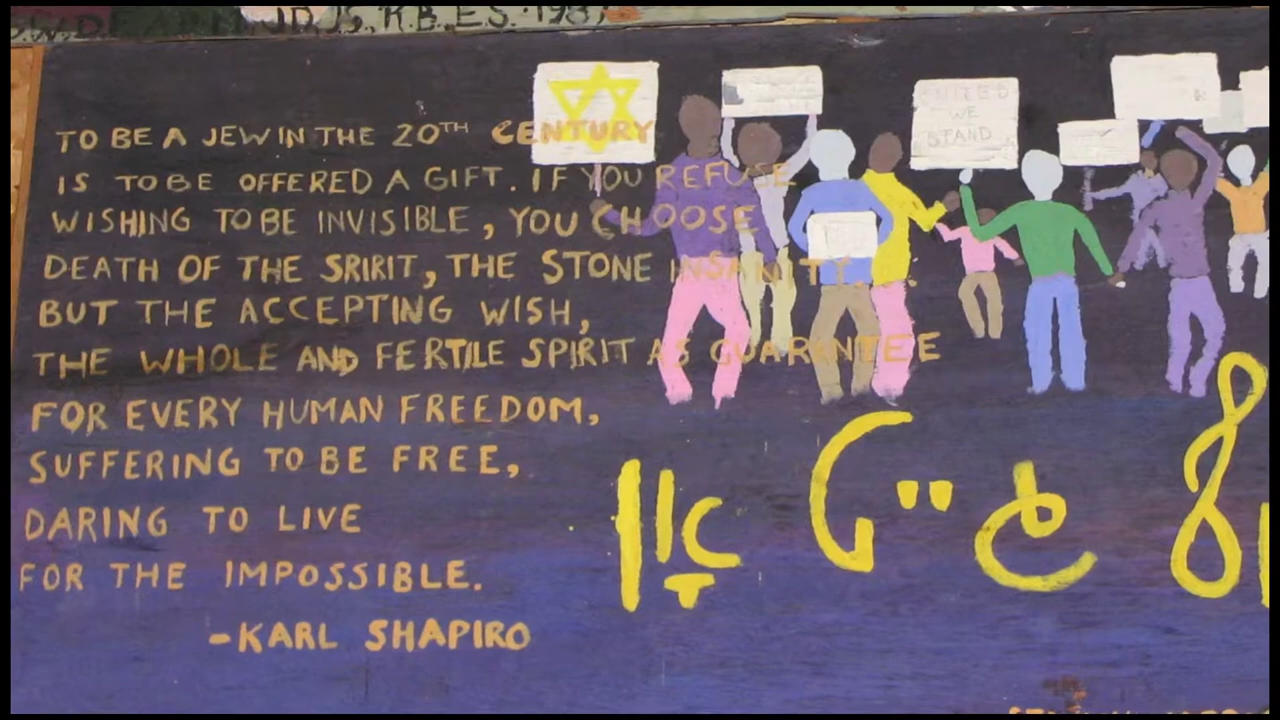 TO BE A JEW IN THE 20TH CENTURY
IS TO BE OFFERED A GIFT. IF YOU REFUSE
WISHING TO BE INVISIBLE, YOU CHOOSE
DEATH OF THE SRIRIT, THE STONE INSANITY.
BUT THE ACCEPTING WISH,
THE WHOLE AND FERTILE SPIRIT AS GUARENTEE
FOR EVERY HUMAN FREEDOM,
SUFFERING TO BE FREE,
DARING TO LIVE
FOR THE IMPOSSIBLE.
-KARL SHAPIRO
UNITED
WE
STAND